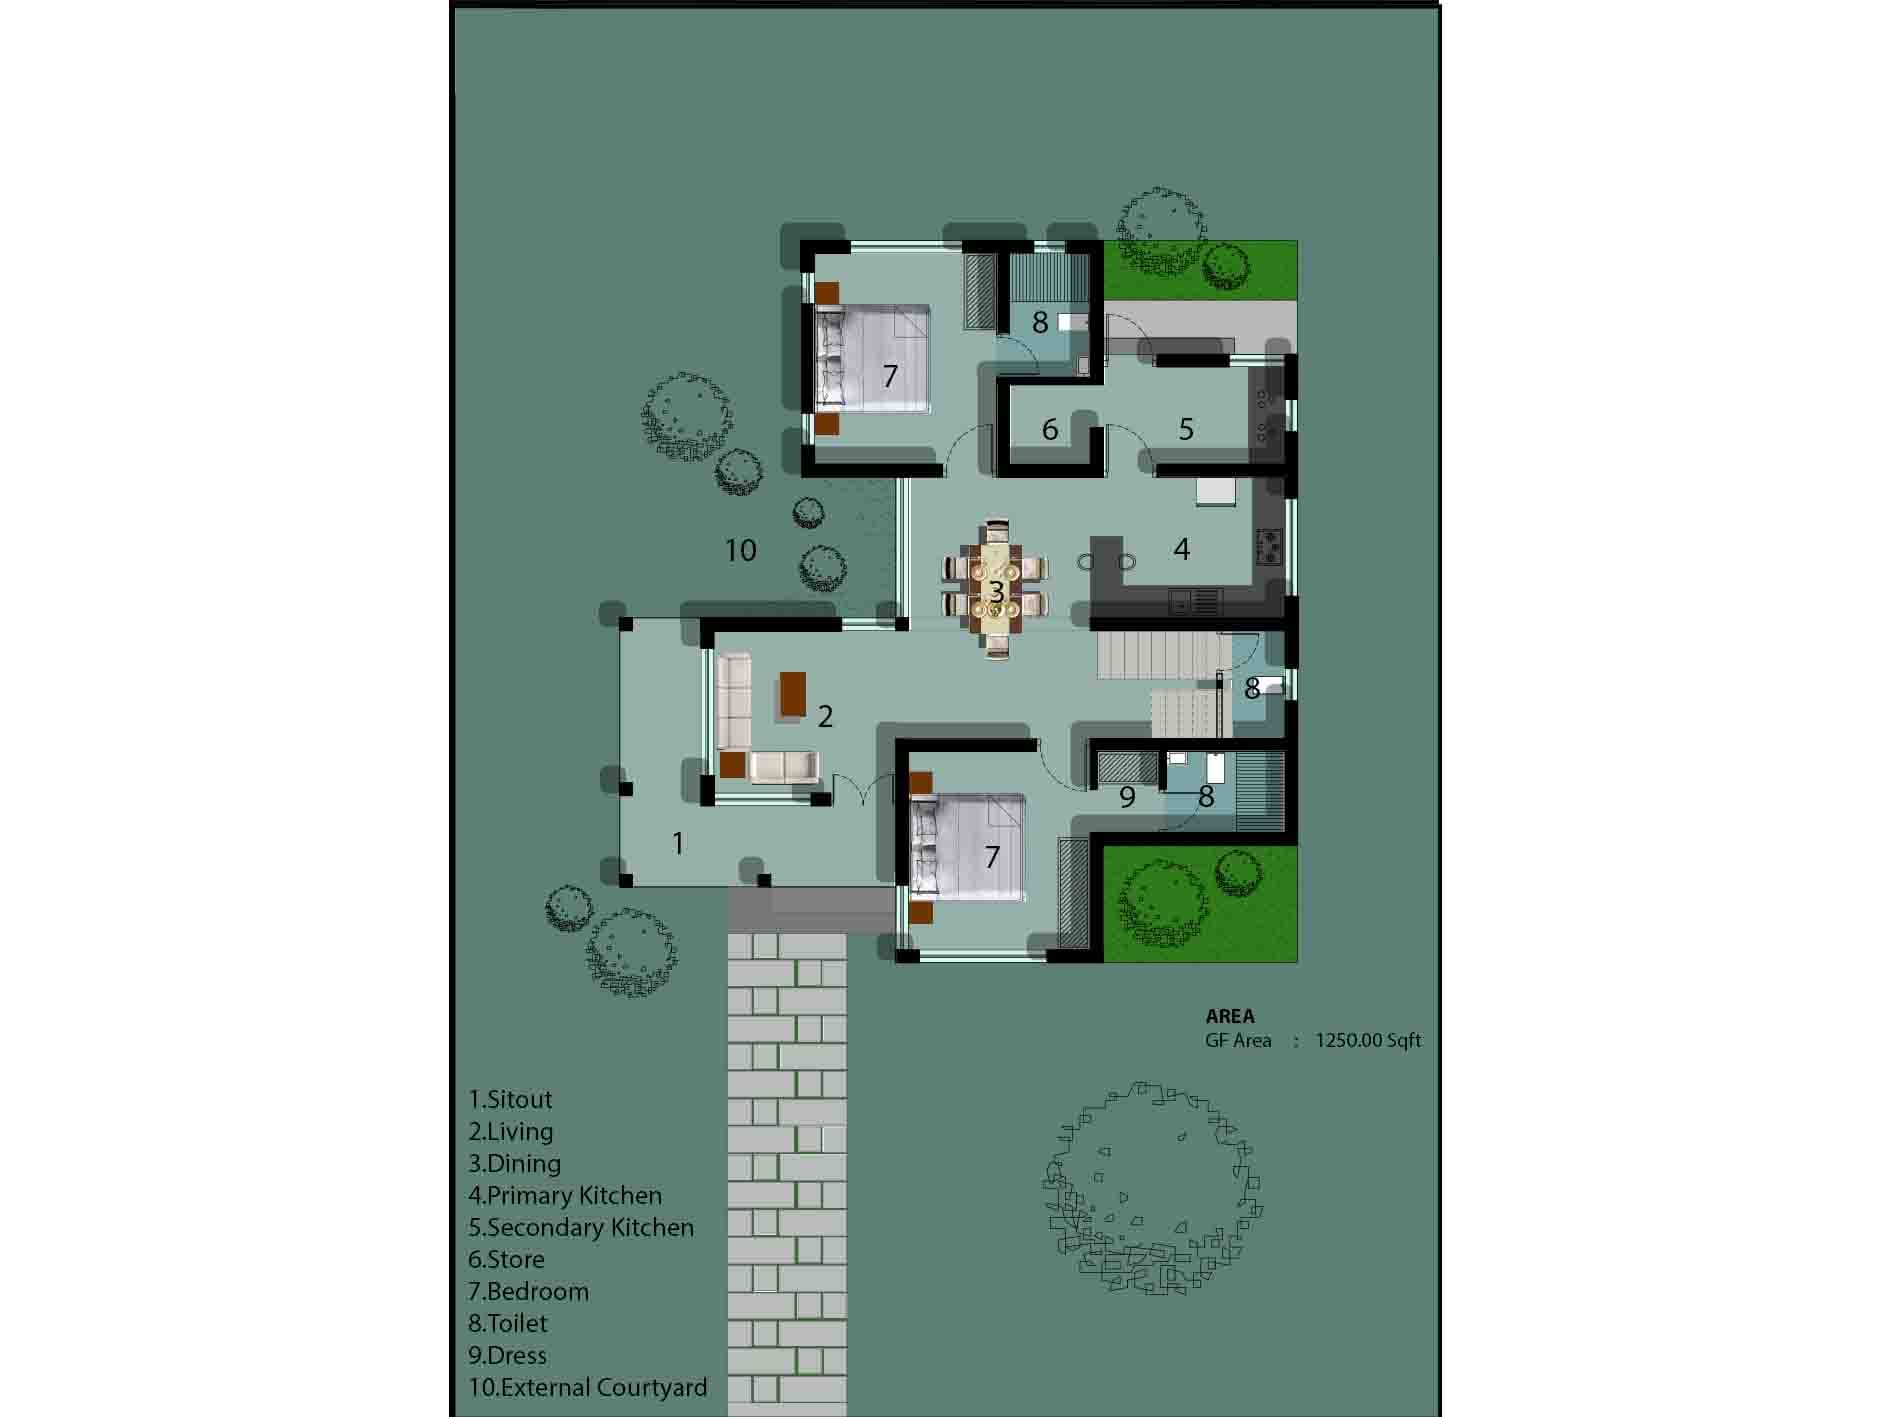 8
7
6
5
10
4
3
8
2
9
8
1
7
AREA
GF Area : 1250.00 Sqft
1.Sitout
2.Living
3.Dining
4.Primary Kitchen
5.Secondary Kitchen
6.Store
7.Bedroom
8.Toilet
9.Dress
10.External Courtyard